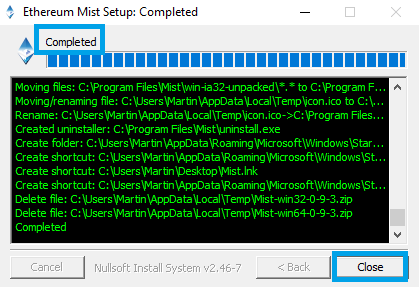 Ethereum Mist Setup: Completed
Completed
Moving files: C:\Program Files\Mist\win-ia32-unpacked\*.* to C:\Program F...
Moving/renaming file: C:\Users\Martin\AppData\Local\Temp\icon.ico to C:\...
Rename: C:\Users\Martin\AppData\Local\Temp\icon.ico->C:\Program Files...
Created uninstaller: C:\Program Files\Mist\uninstall.exe
Create folder: C:\Users\Martin\AppData\Roaming\Microsoft\Windows\Star...
Create shortcut: C:\Users\Martin\AppData\Roaming\Microsoft\Windows\St...
Create shortcut: C:\Users\Martin\Desktop\Mist.lnk
Create shortcut: C:\Users\Martin\AppData\Roaming\Microsoft\Windows\St...
Delete file: C:\Users\Martin\AppData\Local\Temp\Mist-win32-0-9-3.zip
Delete file: C:\Users\Martin\AppData\Local\Temp\Mist-win64-0-9-3.zip
Completed
Cancel Nullsoft Install System v2.46-7 < Back Close